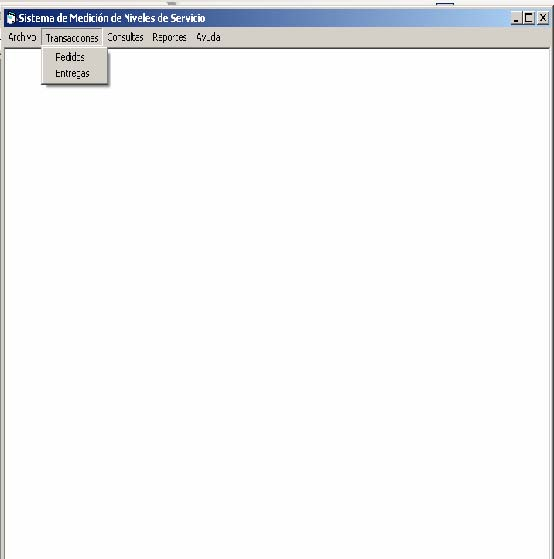 Sistema de Medición de Niveles de Servicio
Archivo Transacciones Consultas Reportes Ayuda
Pedidos
Entregas